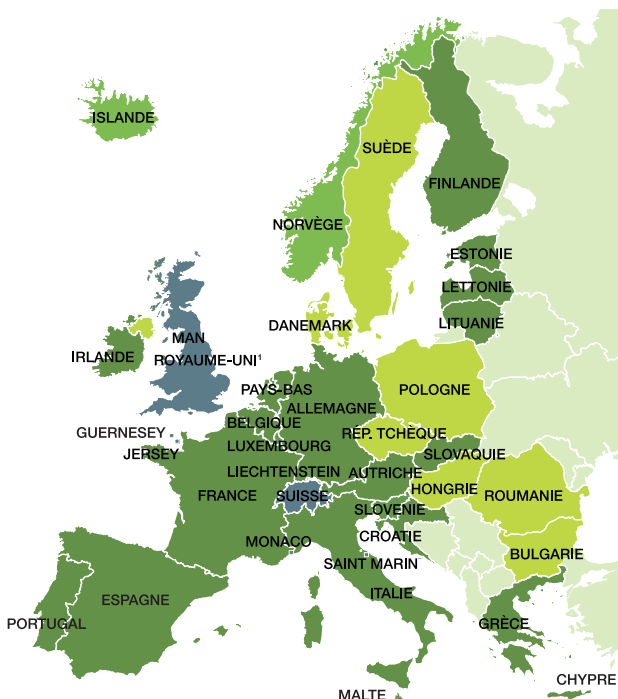 ISLANDE
SUÈDE
FINLANDE
NORVÈGE
ESTONIE
LETTONIE
LITUANIE
DANEMARK
MAN
IRLANDE
ROYAUME-UNI¹
PAYS-BAS
POLOGNE
ALLEMAGNE
BELGIQUE
GUERNESEY
RÉP. TCHÈQUE
LUXEMBOURG
JERSEY
SLOVAQUIE
LIECHTENSTEIN
AUTRICHE
HONGRIE
FRANCE
SUISSE
ROUMANIE
SLOVENIE
CROATIE
MONACO
BULGARIE
SAINT MARIN
ITALIE
ESPAGNE
PORTUGAL
GRÈCE
CHYPRE
MALTE